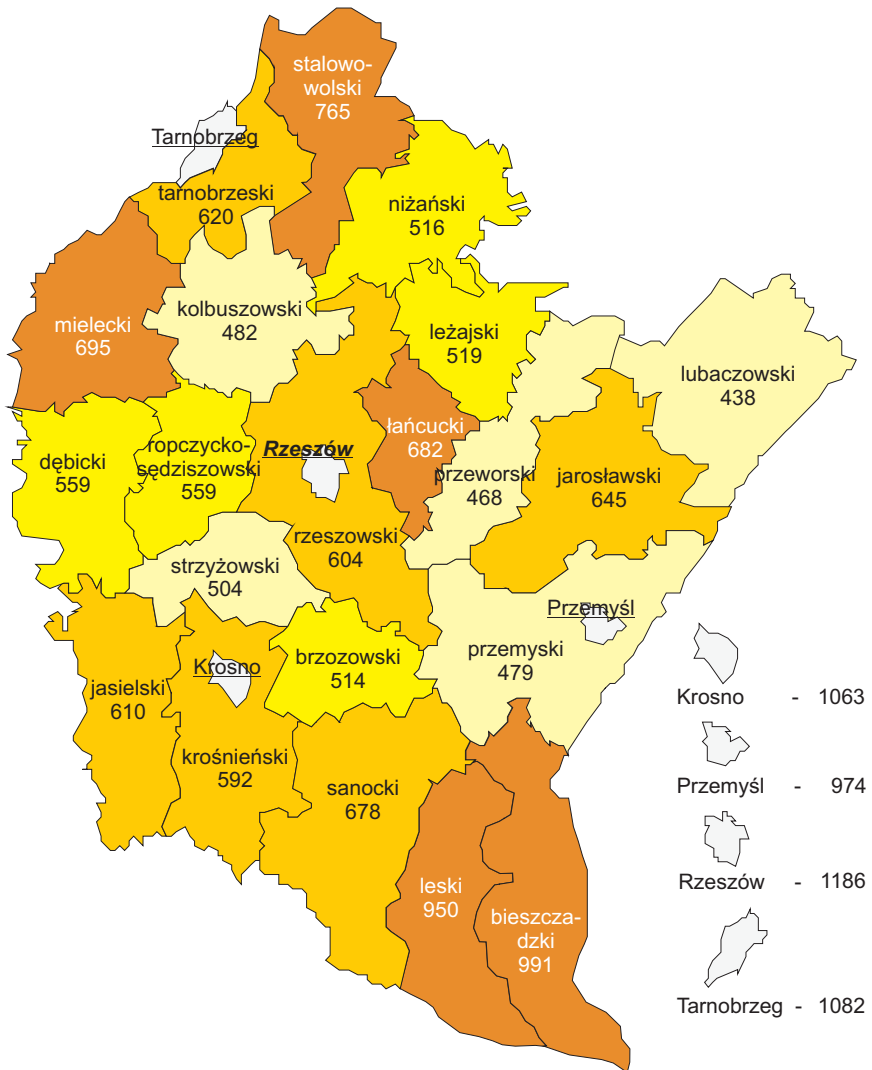 stalowo-
wolski
765
Tarnobrzeg
tarnobrzeski
620
niżański
516
kolbuszowski
482
mielecki
695
leżajski
519
lubaczowski
438
łańcucki
682
ropczycko-
sędziszowski
559
Rzeszów
dębicki
559
przeworski
468
jarosławski
645
rzeszowski
604
strzyżowski
504
Przemyśl
przemyski
479
brzozowski
514
Krosno
jasielski
610
krośnieński
592
sanocki
678
leski
950
bieszcza-
dzki
991
Krosno - 1063
Przemyśl - 974
Rzeszów - 1186
Tarnobrzeg - 1082